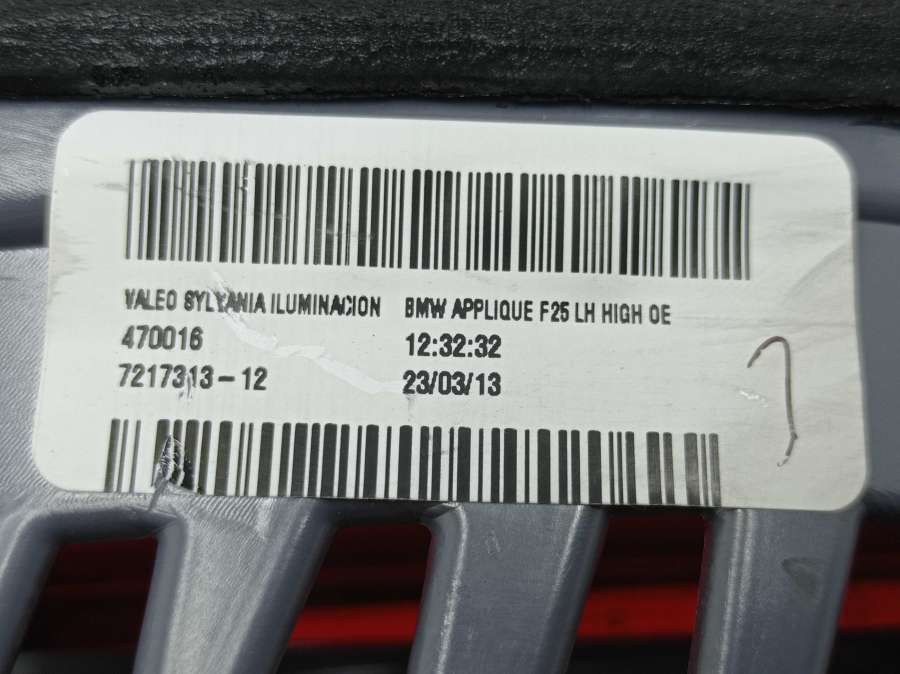 VALEO SYLVANIA ILUMINACION BMW APPLIQUE F25 LH HIGH OE
470016 12:32:32
7217313-12 23/03/13